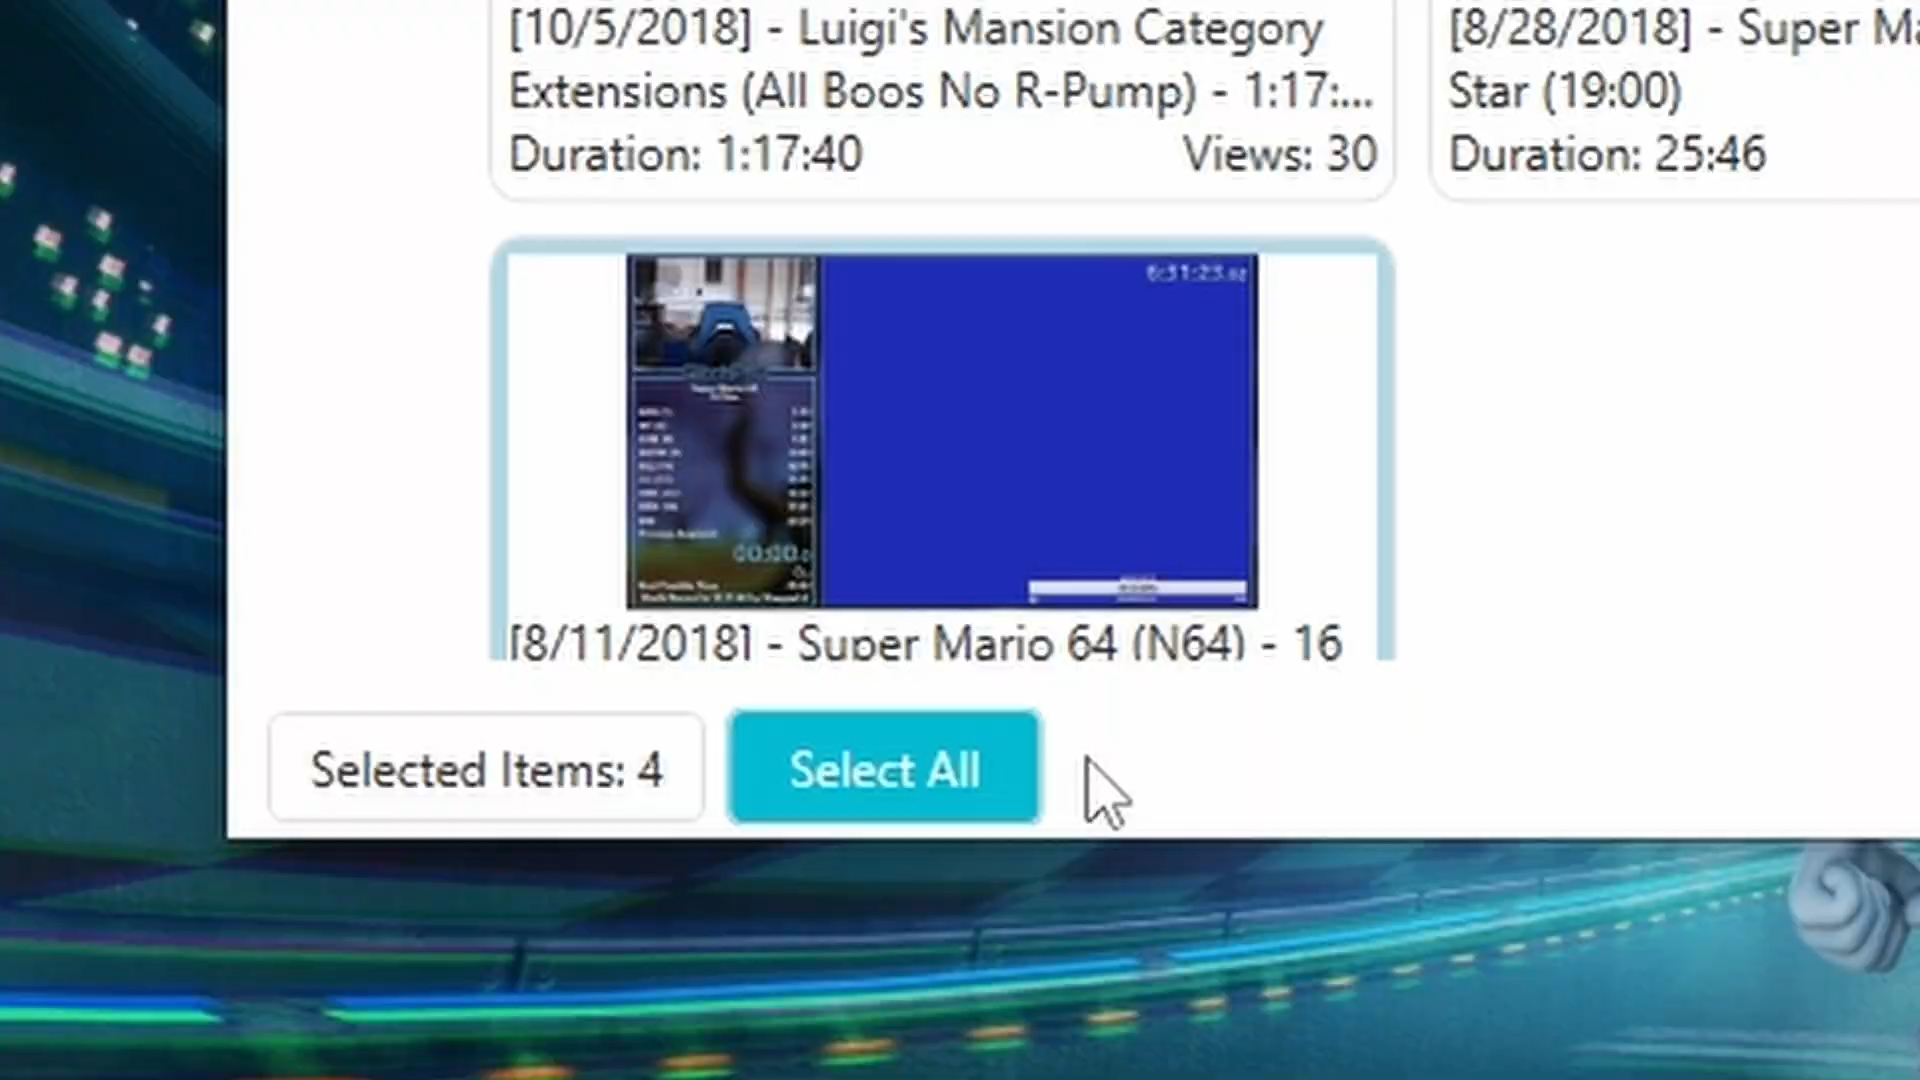 [10/5/2018] - Luigi's Mansion Category
Extensions (All Boos No R-Pump) - 1:17:...
Duration: 1:17:40
Views: 30
[8/28/2018] - Super Ma
Star (19:00)
Duration: 25:46
[8/11/2018] - Super Mario 64 (N64) - 16
Selected Items: 4
Select All